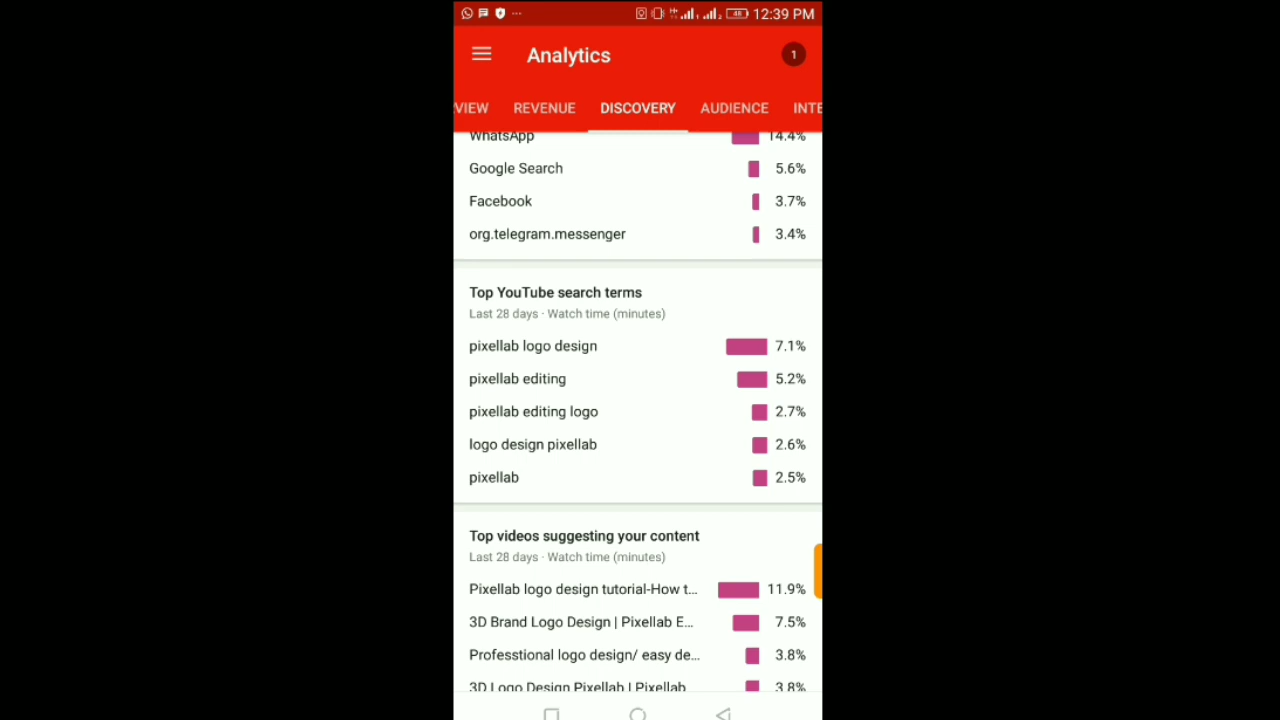 48 12:39 PM
Analytics
1
VIEW REVENUE DISCOVERY AUDIENCE INTE
WhatsApp 14.4%
Google Search 5.6%
Facebook 3.7%
org.telegram.messenger 3.4%
Top YouTube search terms
Last 28 days · Watch time (minutes)
pixellab logo design 7.1%
pixellab editing 5.2%
pixellab editing logo 2.7%
logo design pixellab 2.6%
pixellab 2.5%
Top videos suggesting your content
Last 28 days · Watch time (minutes)
Pixellab logo design tutorial-How t... 11.9%
3D Brand Logo Design | Pixellab E... 7.5%
Professtional logo design/ easy de... 3.8%
3D Logo Design Pixellab | Pixellab 3.8%